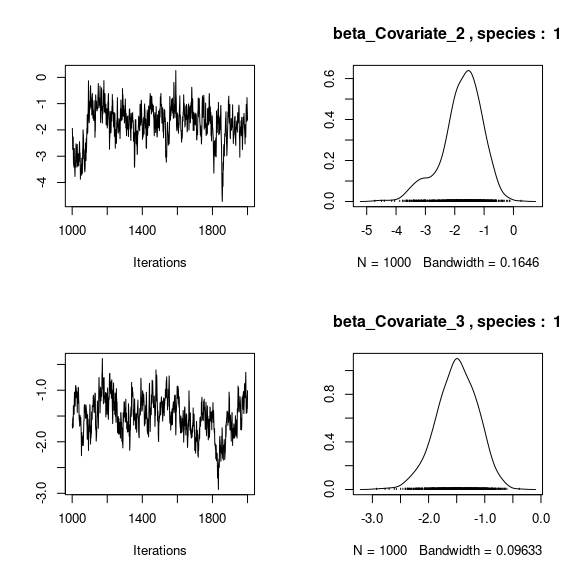 beta_Covariate_2 , species : 1
0
-1
-2
-3
-4
1000 1400 1800
Iterations
0.6
0.4
0.2
0.0
-5 -4 -3 -2 -1 0
N = 1000 Bandwidth = 0.1646
beta_Covariate_3 , species : 1
-1.0
-2.0
-3.0
1000 1400 1800
Iterations
0.8
0.4
0.0
-3.0 -2.0 -1.0 0.0
N = 1000 Bandwidth = 0.09633